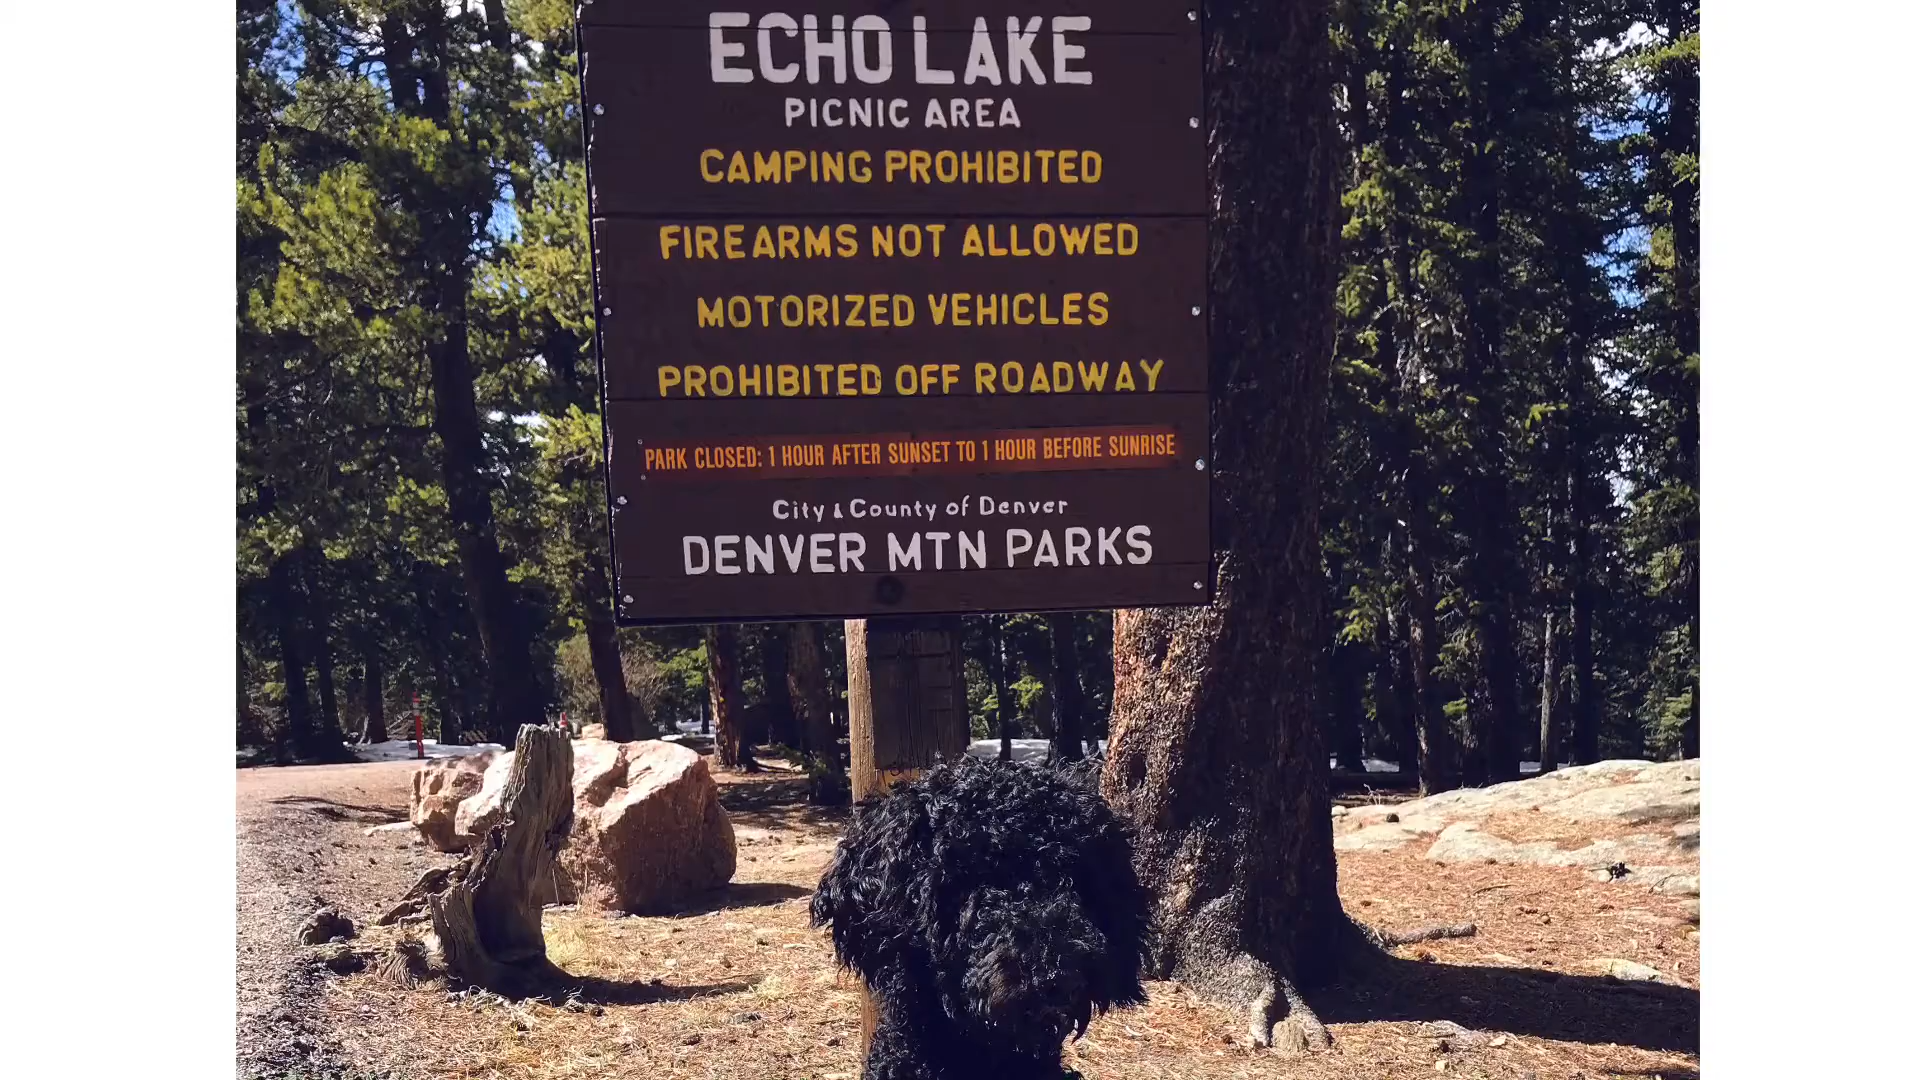 ECHO LAKE
PICNIC AREA
CAMPING PROHIBITED
FIREARMS NOT ALLOWED
MOTORIZED VEHICLES
PROHIBITED OFF ROADWAY
PARK CLOSED: 1 HOUR AFTER SUNSET TO 1 HOUR BEFORE SUNRISE
City & County of Denver
DENVER MTN PARKS